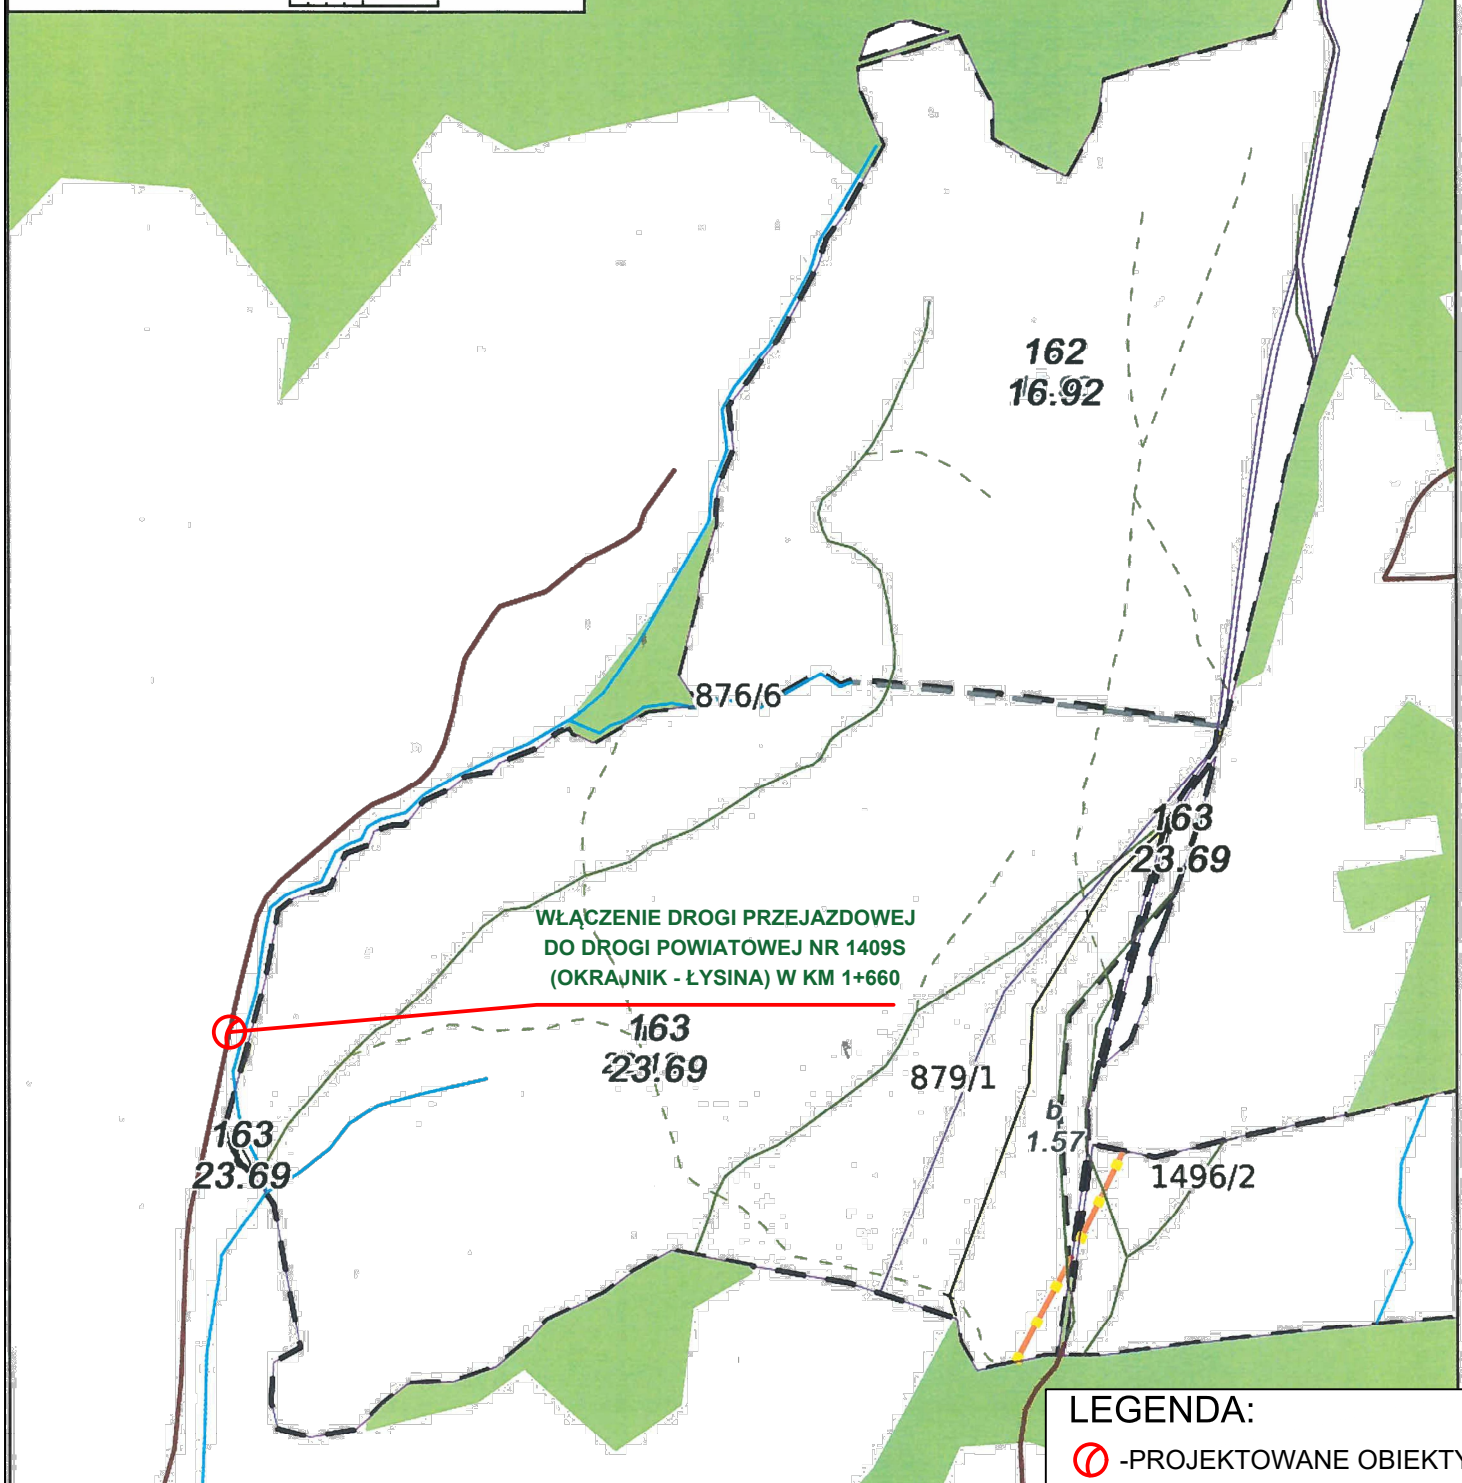 162
16.92
876/6
163
23.69
WŁĄCZENIE DROGI PRZEJAZDOWEJ
DO DROGI POWIATOWEJ NR 1409S
(OKRAJNIK - ŁYSINA) W KM 1+660
163
23.69
879/1
b
1.57
163
23.69
1496/2
LEGENDA:
-PROJEKTOWANE OBIEKTY